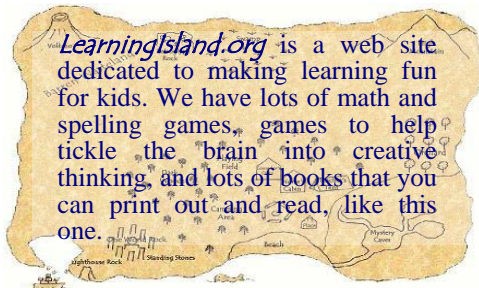 LearningIsland.org is a web site
dedicated to making learning fun
for kids. We have lots of math and
spelling games, games to help
tickle the brain into creative
thinking, and lots of books that you
can print out and read, like this
one.
Beach
Mystery
Cave
Lighthouse Rock
Standing Stones